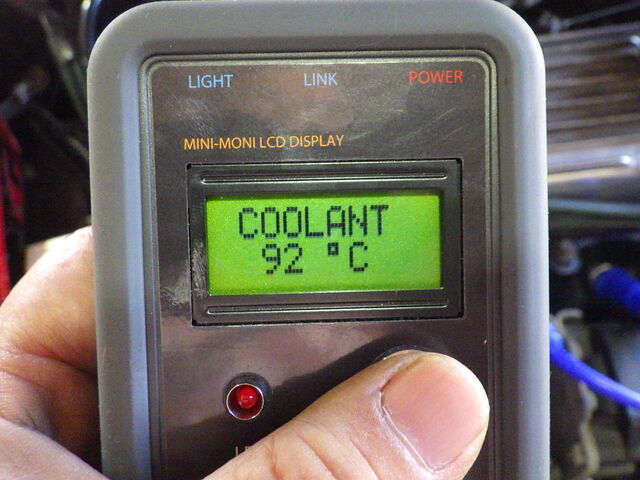 LIGHT LINK POWER
MINI-MONI LCD DISPLAY
COOLANT
92 °C